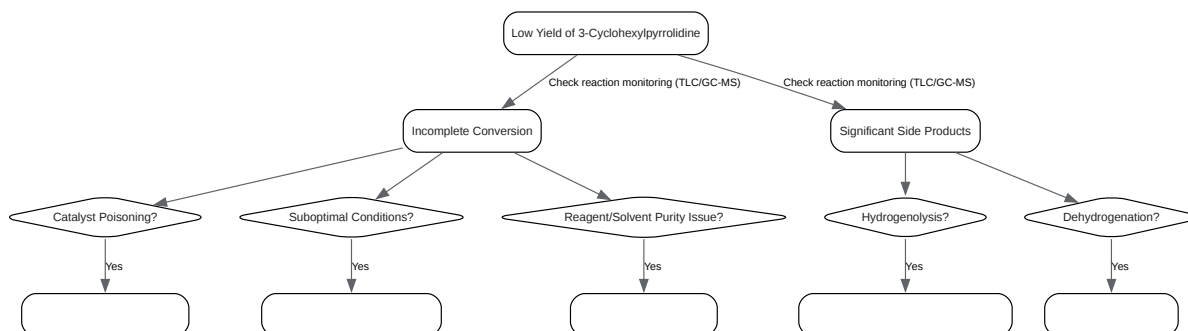 Low Yield of 3-Cyclohexylpyrrolidine
Check reaction monitoring (TLC/GC-MS)
Check reaction monitoring (TLC/GC-MS)
Incomplete Conversion
Significant Side Products
Catalyst Poisoning?
Suboptimal Conditions?
Reagent/Solvent Purity Issue?
Hydrogenolysis?
Dehydrogenation?
Yes
Yes
Yes
Yes
Yes